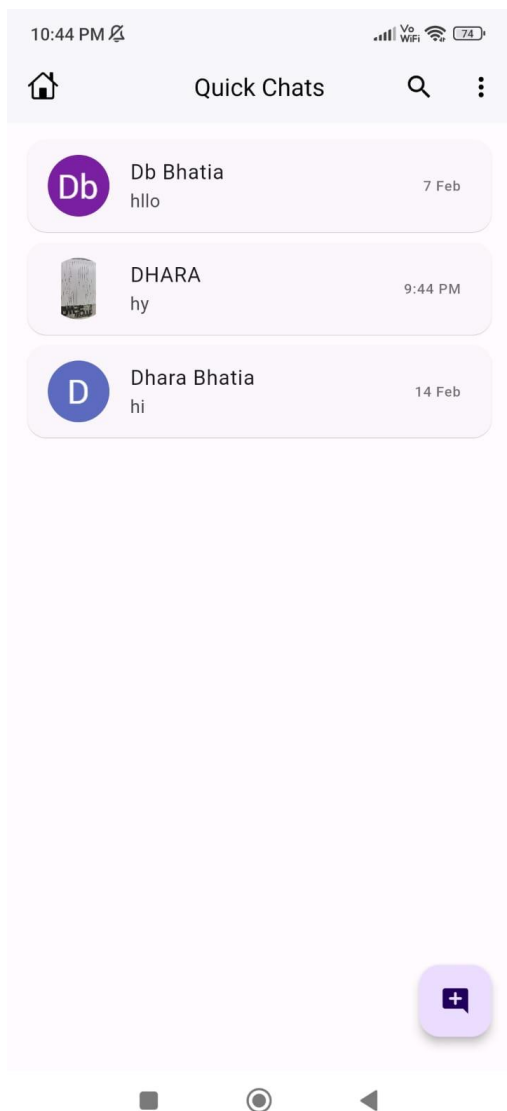 10:44 PM
Vo
WiFi
74
Quick Chats
Db
Db Bhatia
hllo
7 Feb
DHARA
hy
9:44 PM
D
Dhara Bhatia
hi
14 Feb